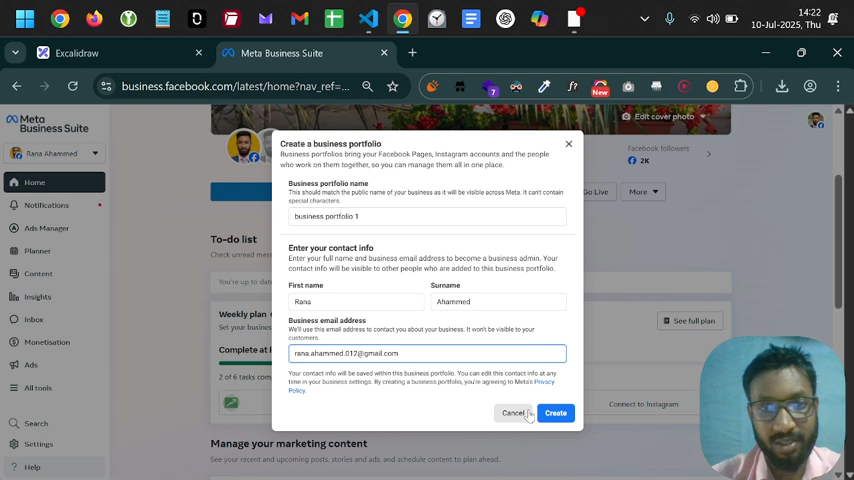 14:22
10-Jul-2025, Thu
Excalidraw
Meta Business Suite
business.facebook.com/latest/home?nav_ref=...
7
New
Meta
Business Suite
Edit cover photo
Rana Ahammed
Home
Notifications
Ads Manager
Planner
Content
Insights
Inbox
Monetisation
Ads
All tools
Search
Settings
Help
Facebook followers
2K
Go Live
More
To-do list
Check unread
You're up to date
Weekly plan
Set your business
See full plan
Complete at l
2 of 6 tasks comp
Connect to Instagram
Manage your marketing content
See your recent and upcoming posts, stories and ads, and schedule content to plan ahead.
Create a business portfolio
Business portfolios bring your Facebook Pages, Instagram accounts and the people
who work on them together, so you can manage them all in one place.
Business portfolio name
This should match the public name of your business as it will be visible across Meta. It can't contain
special characters.
business portfolio 1
Enter your contact info
Enter your full name and business email address to become a business admin. Your
contact info will be visible to other people who are added to this business portfolio.
First name
Surname
Rana
Ahammed
Business email address
We'll use this email address to contact you about your business. It won't be visible to your
customers.
rana.ahammed.012@gmail.com
Your contact info will be saved within this business portfolio. You can edit this contact info at any
time in your business settings. By creating a business portfolio, you're agreeing to Meta's Privacy
Policy.
Cancel
Create